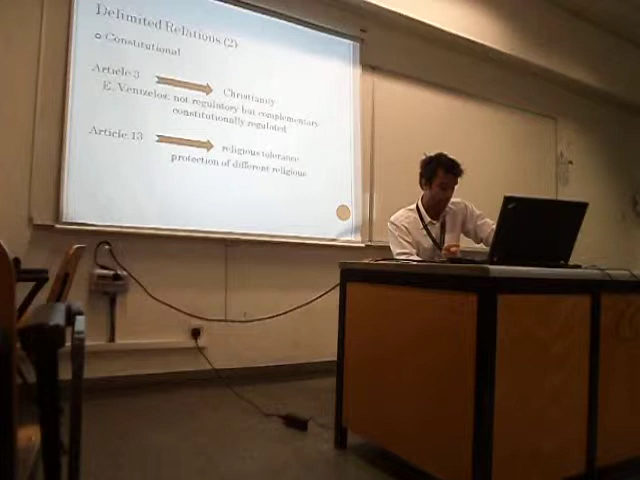 Delimited Relations (2)
Constitutional
Article 3
Christianity
E. Venizelos: not regulatory but complementary
constitutionally regulated
Article 13
religious tolerance
protection of different religious